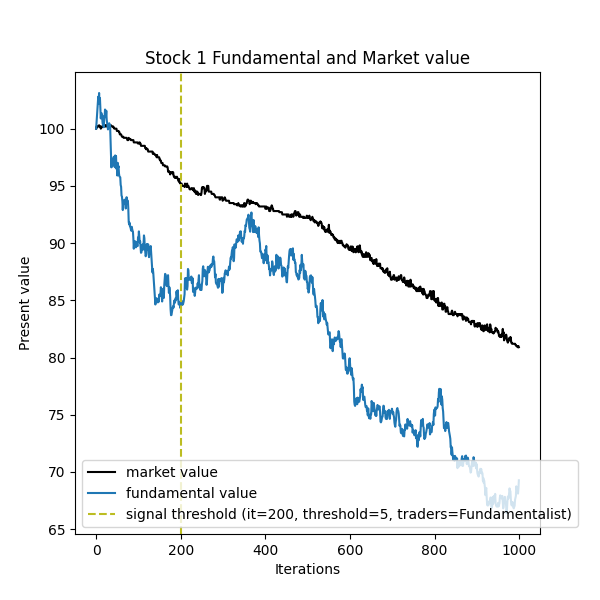 Stock 1 Fundamental and Market value
Present value
100
95
90
85
80
75
70
65
market value
fundamental value
signal threshold (it=200, threshold=5, traders=Fundamentalist)
0 200 400 600 800 1000
Iterations